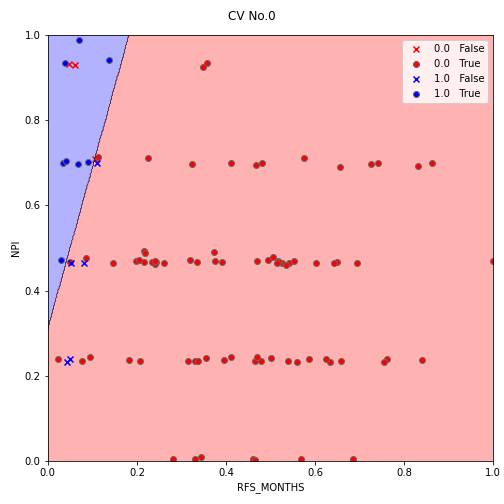 CV No.0
1.0
0.8
0.6
0.4
0.2
0.0
NPI
0.0 False
0.0 True
1.0 False
1.0 True
0.0 0.2 0.4 0.6 0.8 1.0
RFS_MONTHS